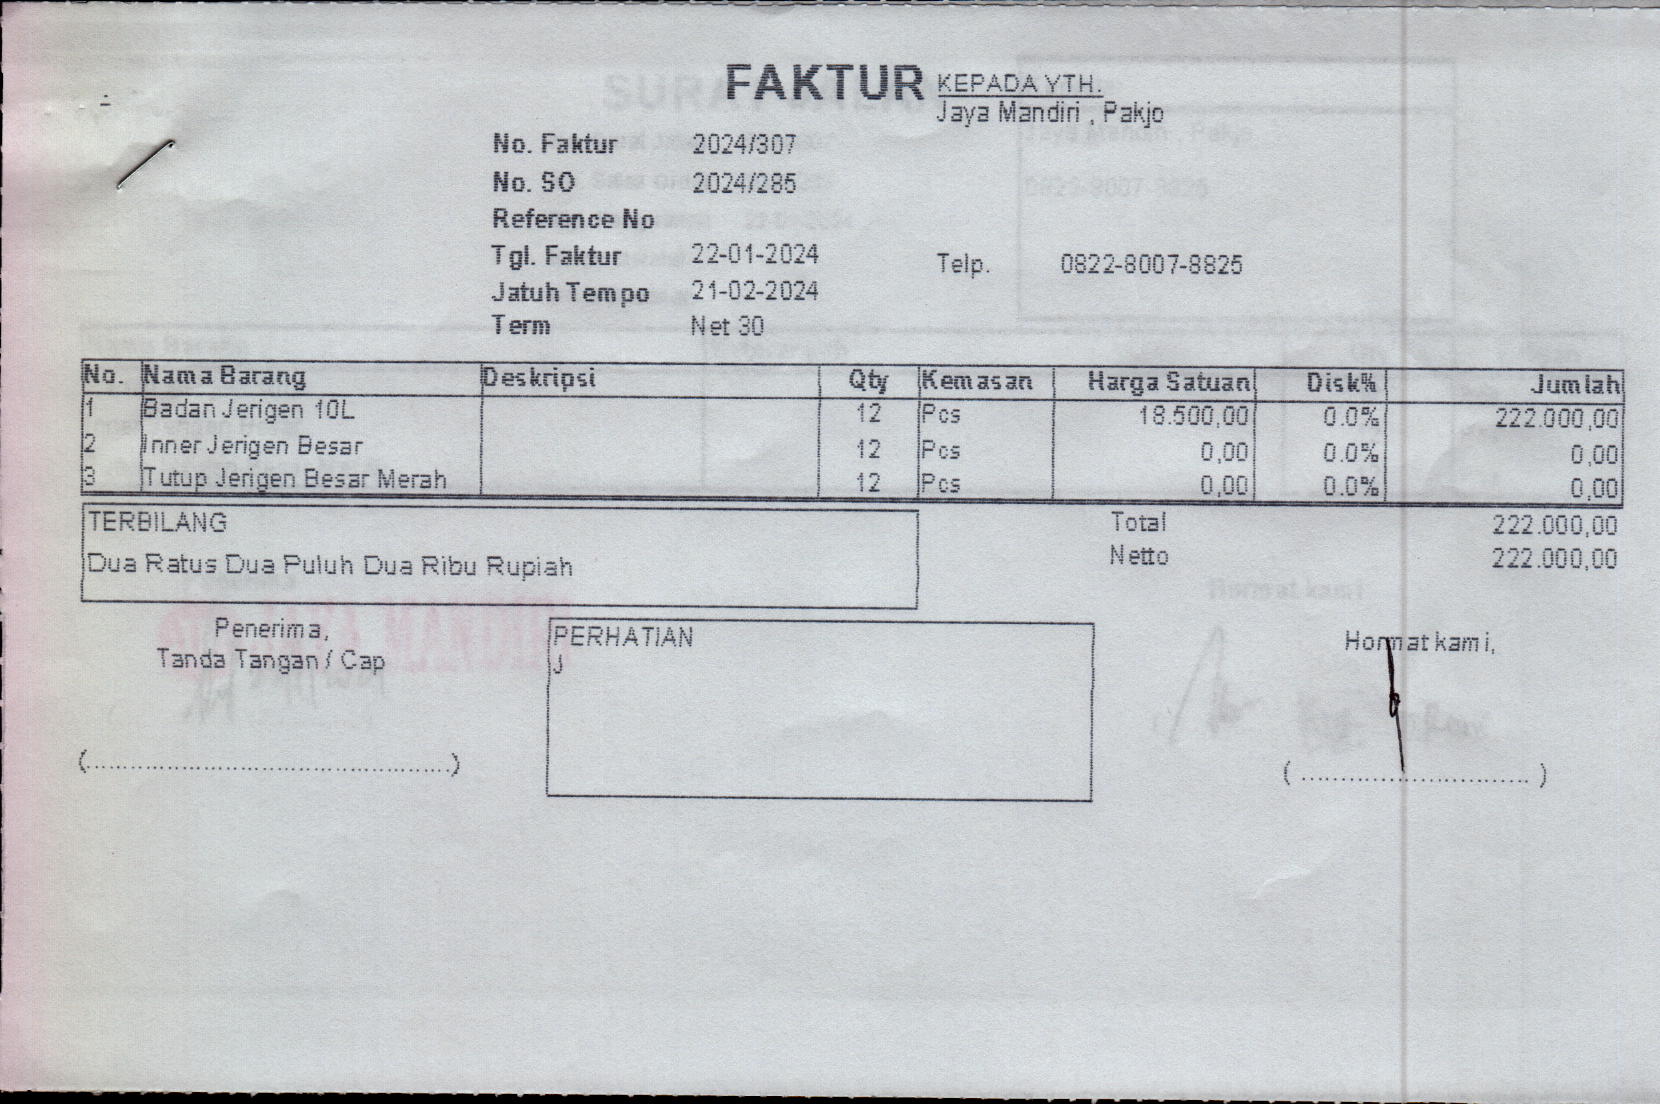 FAKTUR
KEPADA YTH.
Jaya Mandiri , Pakjo
No. Faktur 2024/307
No. SO 2024/285
Reference No
Tgl. Faktur 22-01-2024
Telp. 0822-8007-8825
Jatuh Tempo 21-02-2024
Term Net 30
No. Nama Barang Deskripsi Qty Kemasan Harga Satuan Disk% Jumlah
1 Badan Jerigen 10L 12 Pcs 18.500,00 0.0% 222.000,00
2 Inner Jerigen Besar 12 Pcs 0,00 0.0% 0,00
3 Tutup Jerigen Besar Merah 12 Pcs 0,00 0.0% 0,00
TERBILANG
Dua Ratus Dua Puluh Dua Ribu Rupiah
Total 222.000,00
Netto 222.000,00
Penerima,
Tanda Tangan / Cap
(..................................................)
PERHATIAN
J
Hormat kami,
( ............................... )